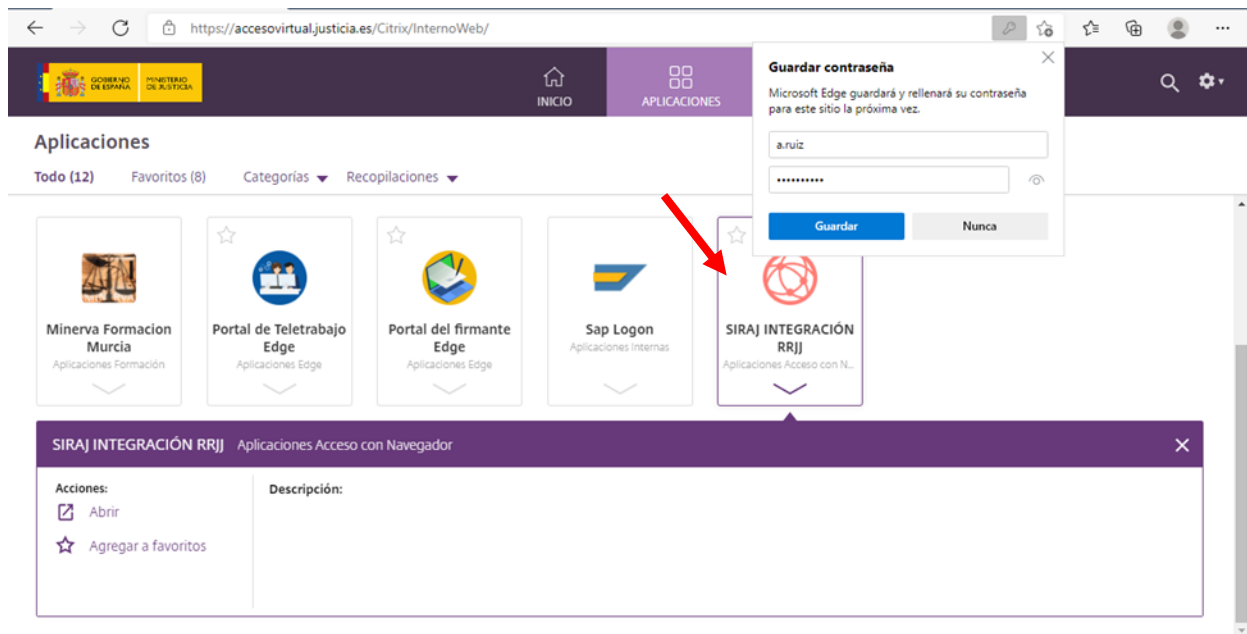 https://accesovirtual.justicia.es/Citrix/InternoWeb/
GOBIERNO
DE ESPAÑA
MINISTERIO
DE JUSTICIA
INICIO
APLICACIONES
Guardar contraseña
Microsoft Edge guardará y rellenará su contraseña
para este sitio la próxima vez.
a.ruiz
••••••••••
Guardar
Nunca
Aplicaciones
Todo (12)
Favoritos (8)
Categorías
Recopilaciones
Minerva Formacion
Murcia
Aplicaciones Formación
Portal de Teletrabajo
Edge
Aplicaciones Edge
Portal del firmante
Edge
Aplicaciones Edge
Sap Logon
Aplicaciones Internas
SIRAJ INTEGRACIÓN
RRJJ
Aplicaciones Acceso con N...
SIRAJ INTEGRACIÓN RRJJ Aplicaciones Acceso con Navegador
Acciones:
Abrir
Agregar a favoritos
Descripción: